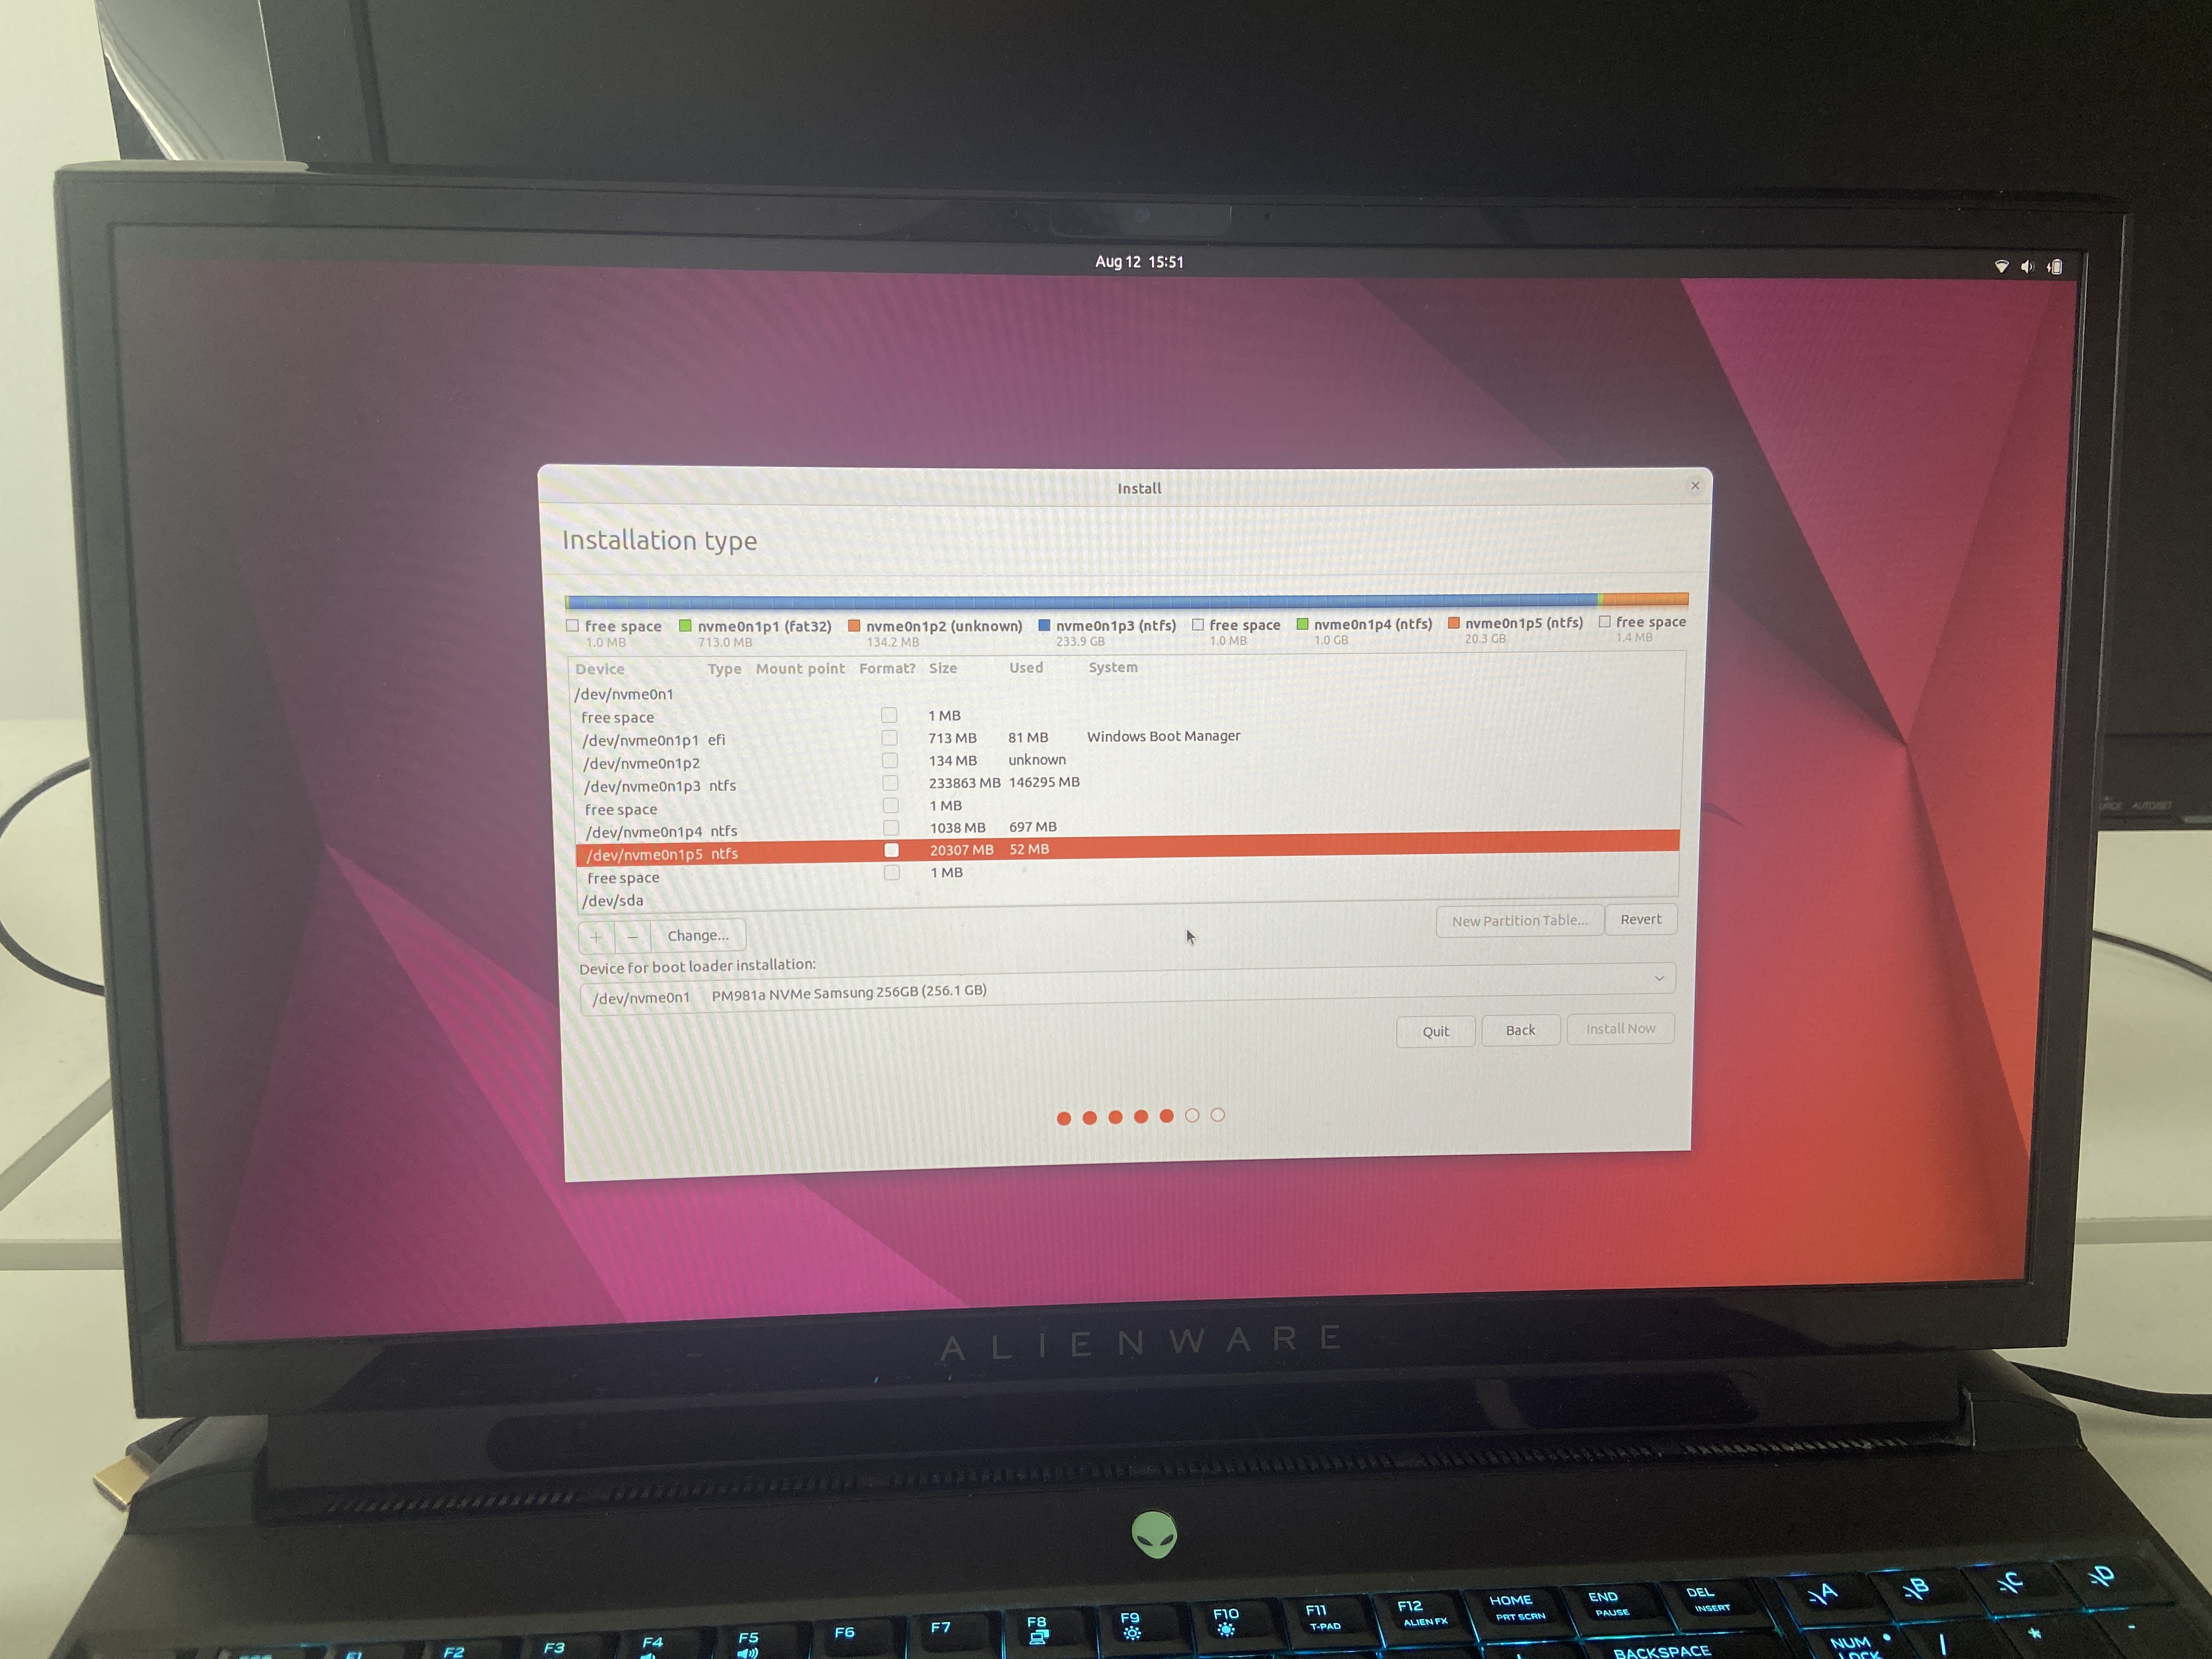 Aug 12 15:51
Install
Installation type
free space nvme0n1p1 (fat32) nvme0n1p2 (unknown) nvme0n1p3 (ntfs) free space nvme0n1p4 (ntfs) nvme0n1p5 (ntfs) free space
1.0 MB 713.0 MB 134.2 MB 233.9 GB 1.0 MB 1.0 GB 20.3 GB 1.4 MB
Device Type Mount point Format? Size Used System
/dev/nvme0n1
free space 1 MB
/dev/nvme0n1p1 efi 713 MB 81 MB Windows Boot Manager
/dev/nvme0n1p2 134 MB unknown
/dev/nvme0n1p3 ntfs 233863 MB 146295 MB
free space 1 MB
/dev/nvme0n1p4 ntfs 1038 MB 697 MB
/dev/nvme0n1p5 ntfs 20307 MB 52 MB
free space 1 MB
/dev/sda
+ − Change... New Partition Table... Revert
Device for boot loader installation:
/dev/nvme0n1 PM981a NVMe Samsung 256GB (256.1 GB)
Quit Back Install Now
AUTO/SET
ALIENWARE
F1 F2 F3 F4 F5 F6 F7 F8 F9 F10 F11 F12 HOME END DEL A B C D
T-PAD ALIEN FX PRT SCRN PAUSE INSERT
BACKSPACE NUM LOCK / * -